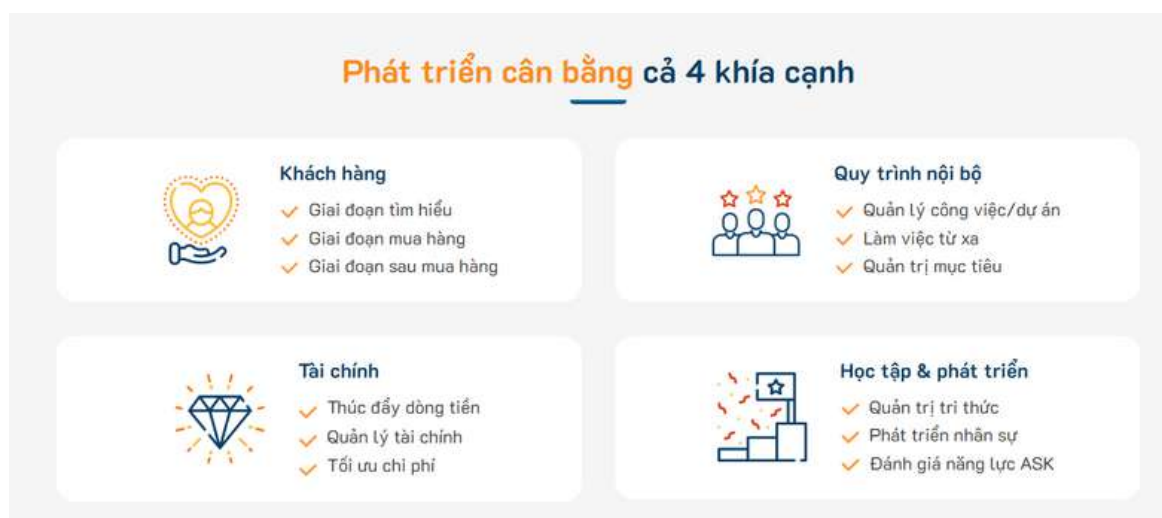 Phát triển cân bằng cả 4 khía cạnh
Khách hàng
Giai đoạn tìm hiểu
Giai đoạn mua hàng
Giai đoạn sau mua hàng
Quy trình nội bộ
Quản lý công việc/dự án
Làm việc từ xa
Quản trị mục tiêu
Tài chính
Thúc đẩy dòng tiền
Quản lý tài chính
Tối ưu chi phí
Học tập & phát triển
Quản trị tri thức
Phát triển nhân sự
Đánh giá năng lực ASK